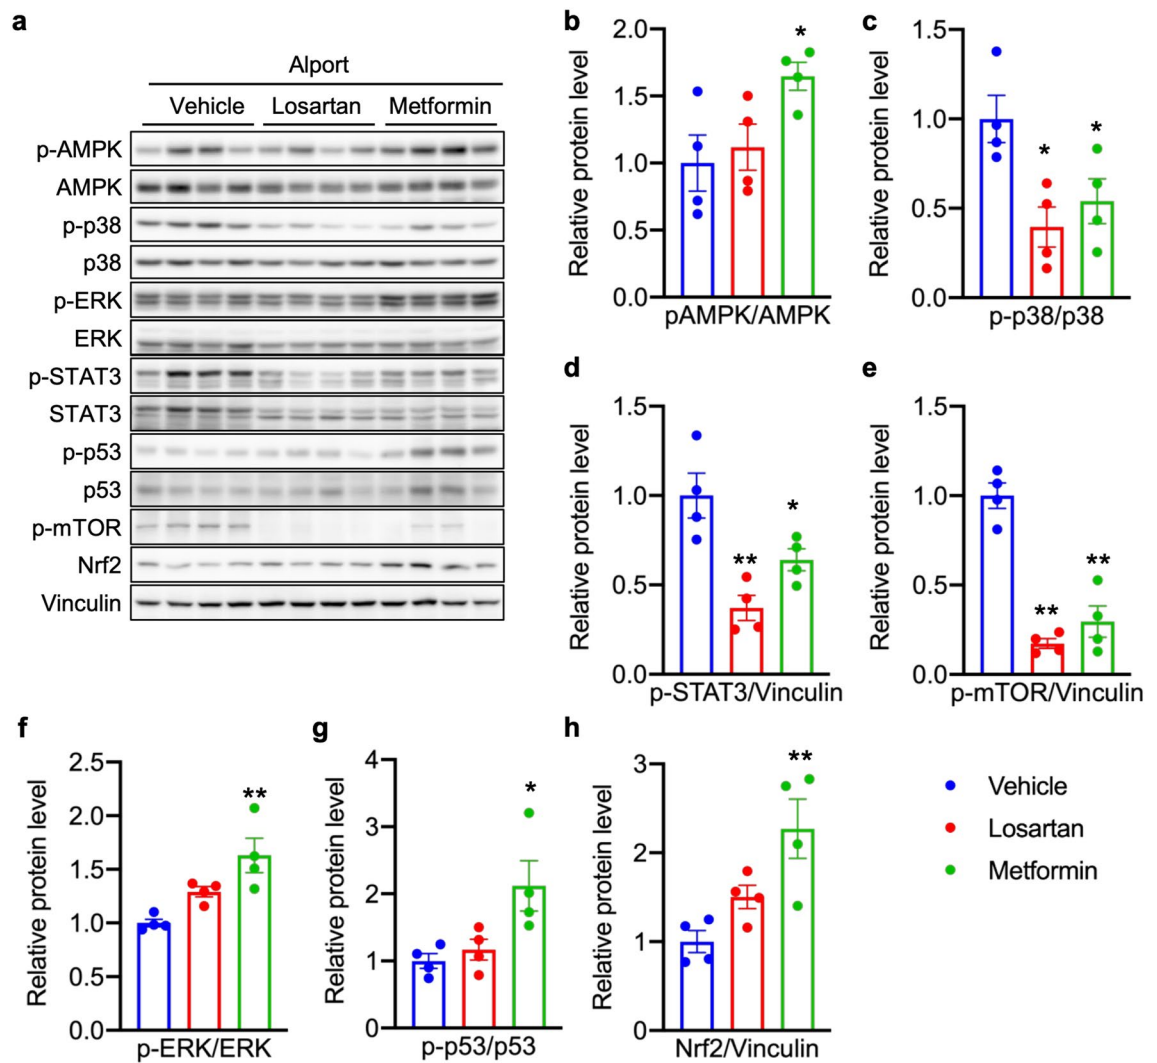 a
Alport
Vehicle Losartan Metformin
p-AMPK
AMPK
p-p38
p38
p-ERK
ERK
p-STAT3
STAT3
p-p53
p53
p-mTOR
Nrf2
Vinculin
b
Relative protein level
2.0
1.5
1.0
0.5
0.0
*
pAMPK/AMPK
c
Relative protein level
1.5
1.0
0.5
0.0
*
*
p-p38/p38
d
Relative protein level
1.5
1.0
0.5
0.0
**
*
p-STAT3/Vinculin
e
Relative protein level
1.5
1.0
0.5
0.0
**
**
p-mTOR/Vinculin
f
Relative protein level
2.5
2.0
1.5
1.0
0.5
0.0
**
p-ERK/ERK
g
Relative protein level
4
3
2
1
0
*
p-p53/p53
h
Relative protein level
3
2
1
0
**
Nrf2/Vinculin
Vehicle
Losartan
Metformin